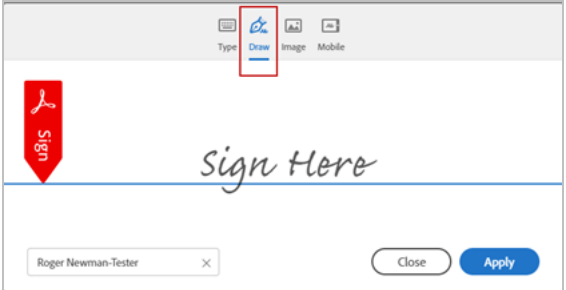 Type Draw Image Mobile
Sign
Sign Here
Roger Newman-Tester
Close Apply